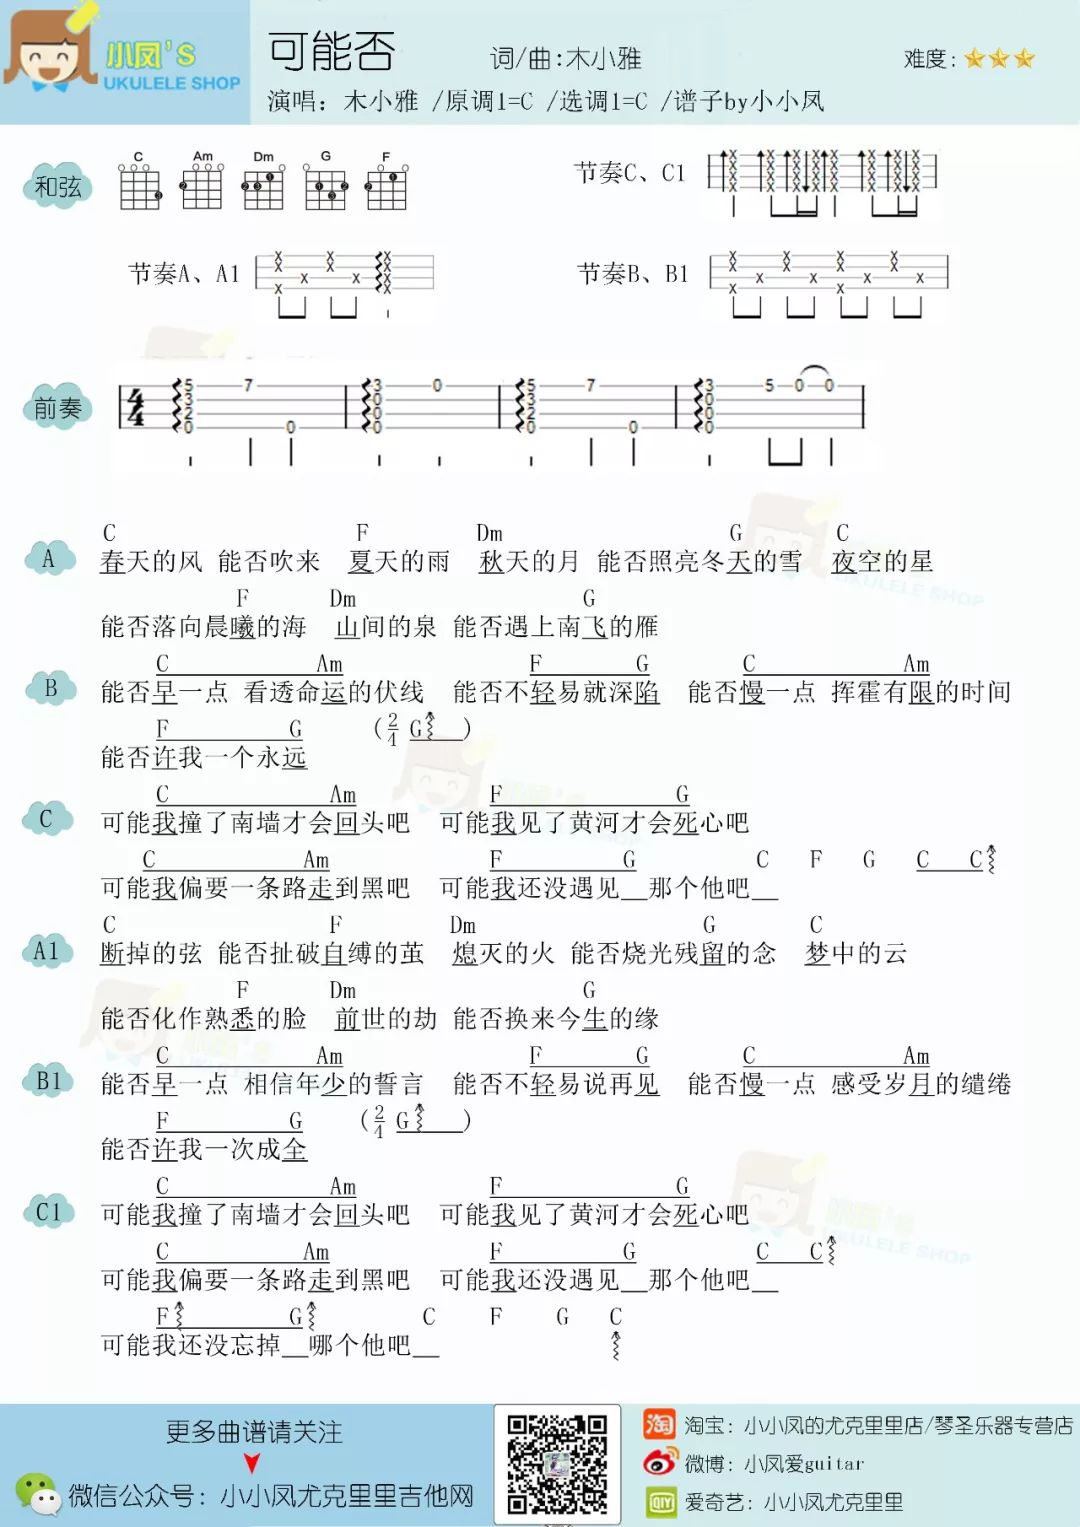 小凤's
UKULELE SHOP
可能否 词/曲:木小雅 难度:
演唱: 木小雅 /原调1=C /选调1=C /谱子by小小凤
和弦 C Am Dm G F 节奏C、C1
节奏A、A1 节奏B、B1
前奏
4/4 5 3 2 0 7 0 3 0 0 0 0 5 3 2 0 7 0 3 0 0 0 5 0 0
C F Dm G C
A 春天的风 能否吹来 夏天的雨 秋天的月 能否照亮冬天的雪 夜空的星
F Dm G
能否落向晨曦的海 山间的泉 能否遇上南飞的雁
C Am F G C Am
B 能否早一点 看透命运的伏线 能否不轻易就深陷 能否慢一点 挥霍有限的时间
F G (2/4 G )
能否许我一个永远
C Am F G
C 可能我撞了南墙才会回头吧 可能我见了黄河才会死心吧
C Am F G C F G C C
可能我偏要一条路走到黑吧 可能我还没遇见__那个他吧__
C F Dm G C
A1 断掉的弦 能否扯破自缚的茧 熄灭的火 能否烧光残留的念 梦中的云
F Dm G
能否化作熟悉的脸 前世的劫 能否换来今生的缘
C Am F G C Am
B1 能否早一点 相信年少的誓言 能否不轻易说再见 能否慢一点 感受岁月的缱绻
F G (2/4 G )
能否许我一次成全
C Am F G
C1 可能我撞了南墙才会回头吧 可能我见了黄河才会死心吧
C Am F G C C
可能我偏要一条路走到黑吧 可能我还没遇见__那个他吧__
F G C F G C
可能我还没忘掉__哪个他吧__
更多曲谱请关注
微信公众号: 小小凤尤克里里吉他网
淘 淘宝: 小小凤的尤克里里店/琴圣乐器专营店
微博: 小凤爱guitar
QIY 爱奇艺: 小小凤尤克里里